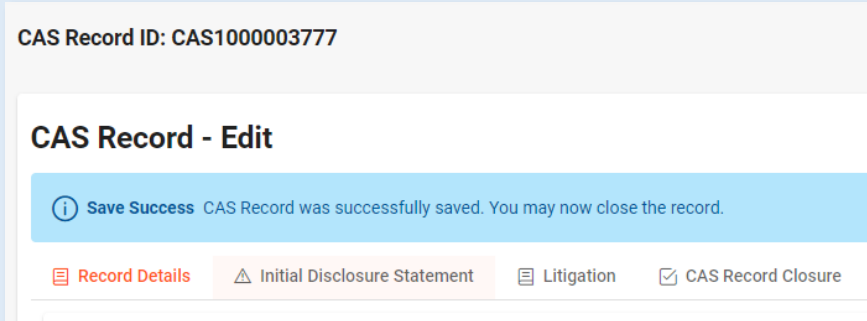 CAS Record ID: CAS1000003777
CAS Record - Edit
Save Success CAS Record was successfully saved. You may now close the record.
Record Details Initial Disclosure Statement Litigation CAS Record Closure